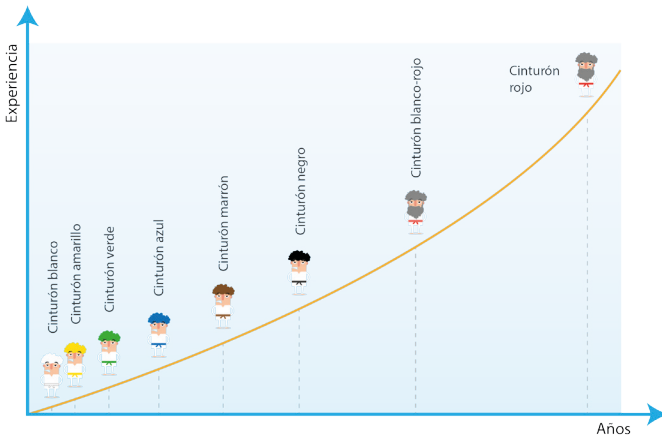 Experiencia
Cinturón blanco
Cinturón amarillo
Cinturón verde
Cinturón azul
Cinturón marrón
Cinturón negro
Cinturón blanco-rojo
Cinturón
rojo
Años